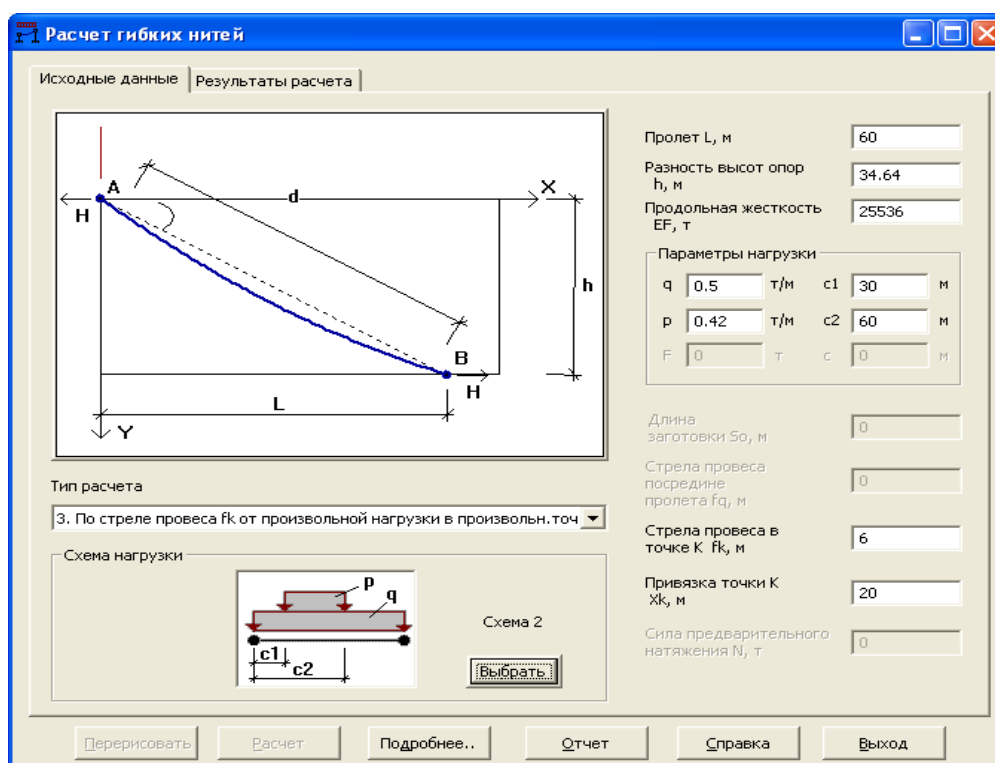 Расчет гибких нитей
Исходные данные
Результаты расчета
A
d
X
H
h
B
H
L
Y
Пролет L, м
60
Разность высот опор
h, м
34.64
Продольная жесткость
EF, т
25536
Параметры нагрузки
q 0.5 т/м c1 30 м
p 0.42 т/м c2 60 м
F 0 т c 0 м
Длина
заготовки So, м
0
Стрела провеса
посредине
пролета fq, м
0
Стрела провеса в
точке К fk, м
6
Привязка точки К
Xk, м
20
Сила предварительного
натяжения N, т
0
Тип расчета
3. По стреле провеса fk от произвольной нагрузки в произвольн.точ
Схема нагрузки
p
q
c1
c2
Схема 2
Выбрать
Перерисовать
Расчет
Подробнее..
Отчет
Справка
Выход